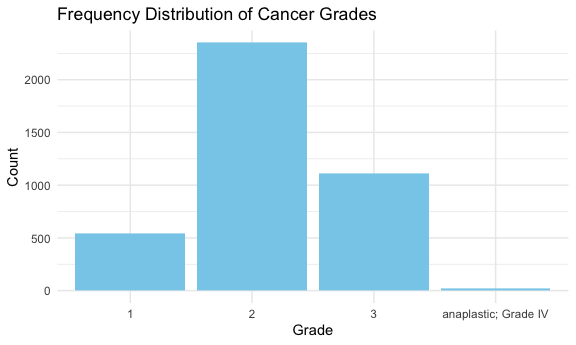 Frequency Distribution of Cancer Grades
Count
2000
1500
1000
500
0
1 2 3 anaplastic; Grade IV
Grade